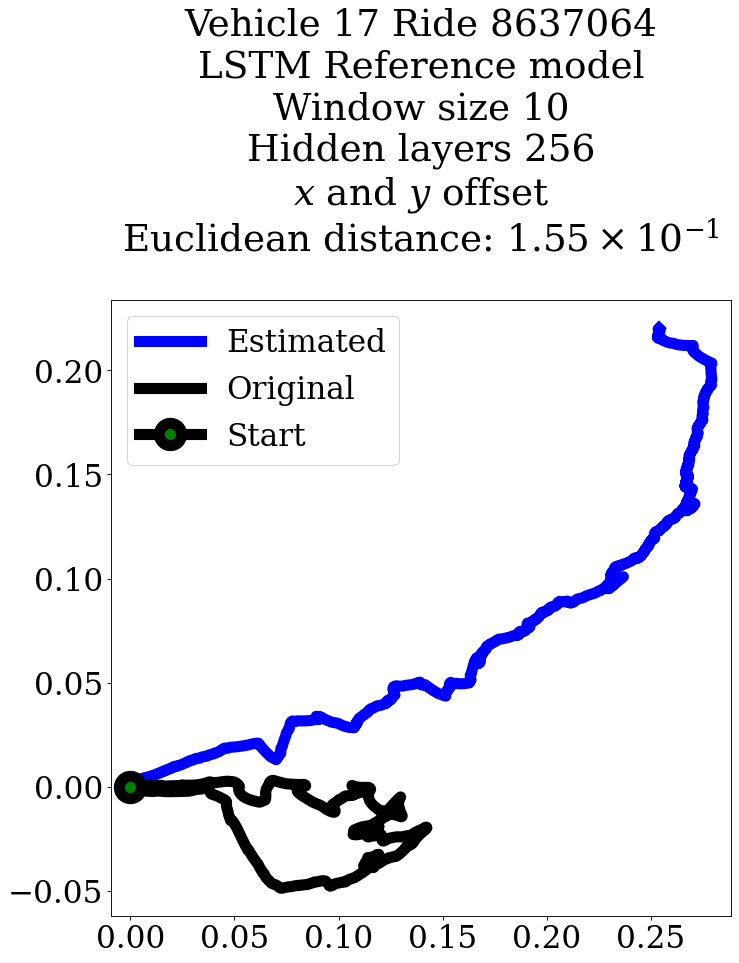 Vehicle 17 Ride 8637064
LSTM Reference model
Window size 10
Hidden layers 256
x and y offset
Euclidean distance: 1.55 × 10⁻¹
Estimated
Original
Start
0.20
0.15
0.10
0.05
0.00
−0.05
0.00 0.05 0.10 0.15 0.20 0.25